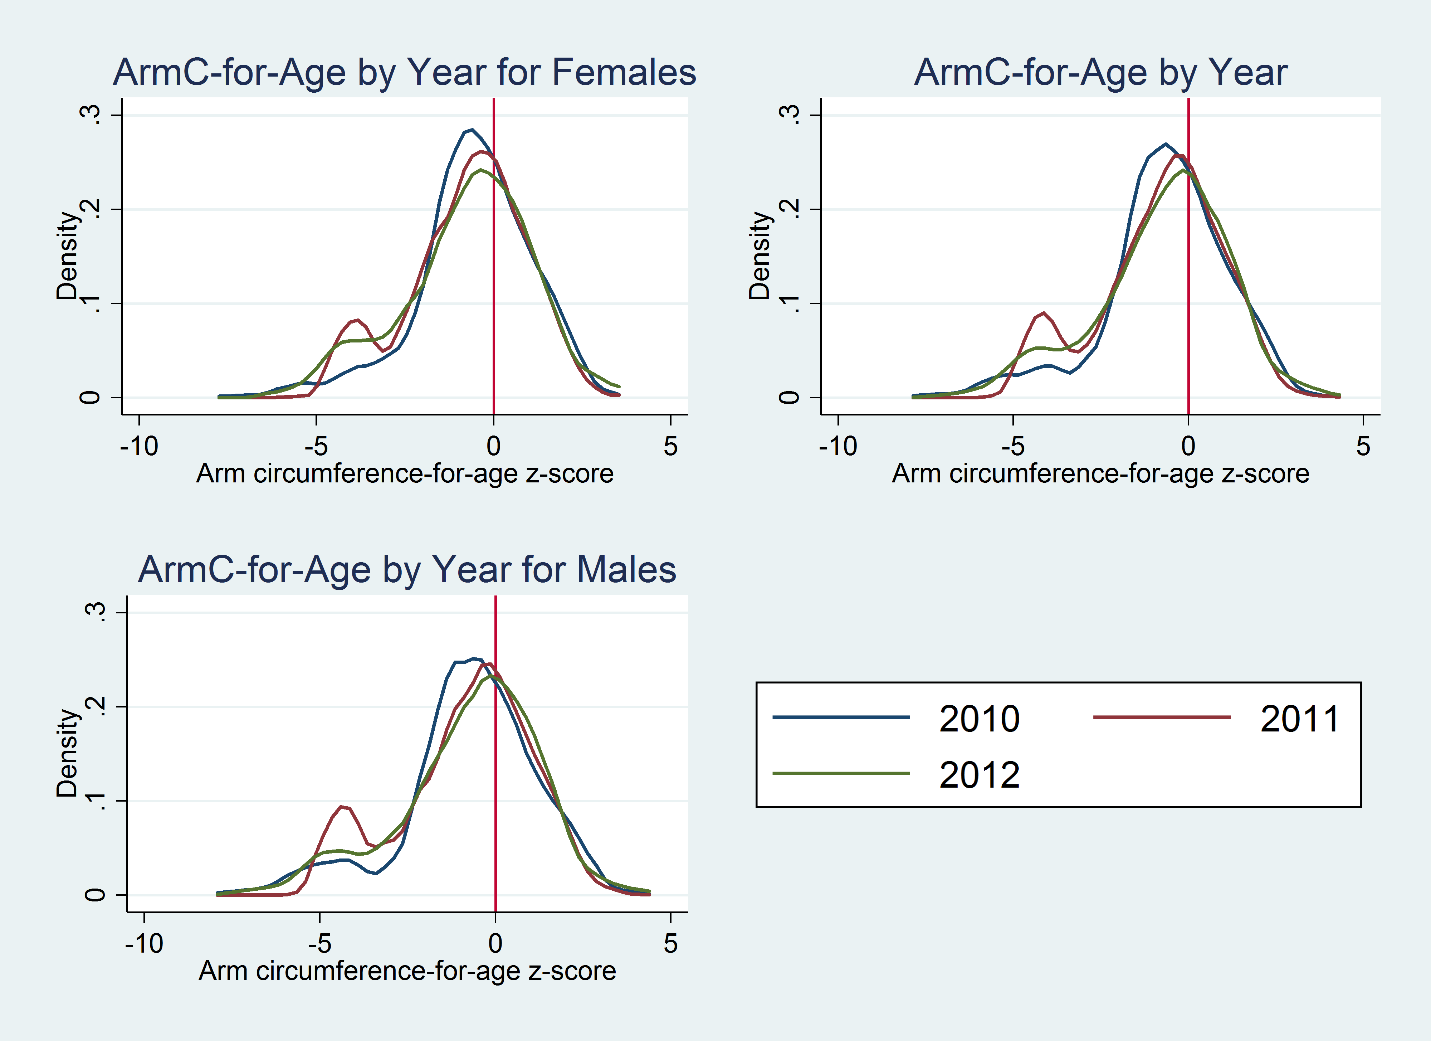 ArmC-for-Age by Year for Females
.3
.2
.1
0
Density
-10 -5 0 5
Arm circumference-for-age z-score
ArmC-for-Age by Year
.3
.2
.1
0
Density
-10 -5 0 5
Arm circumference-for-age z-score
ArmC-for-Age by Year for Males
.3
.2
.1
0
Density
-10 -5 0 5
Arm circumference-for-age z-score
2010 2011
2012